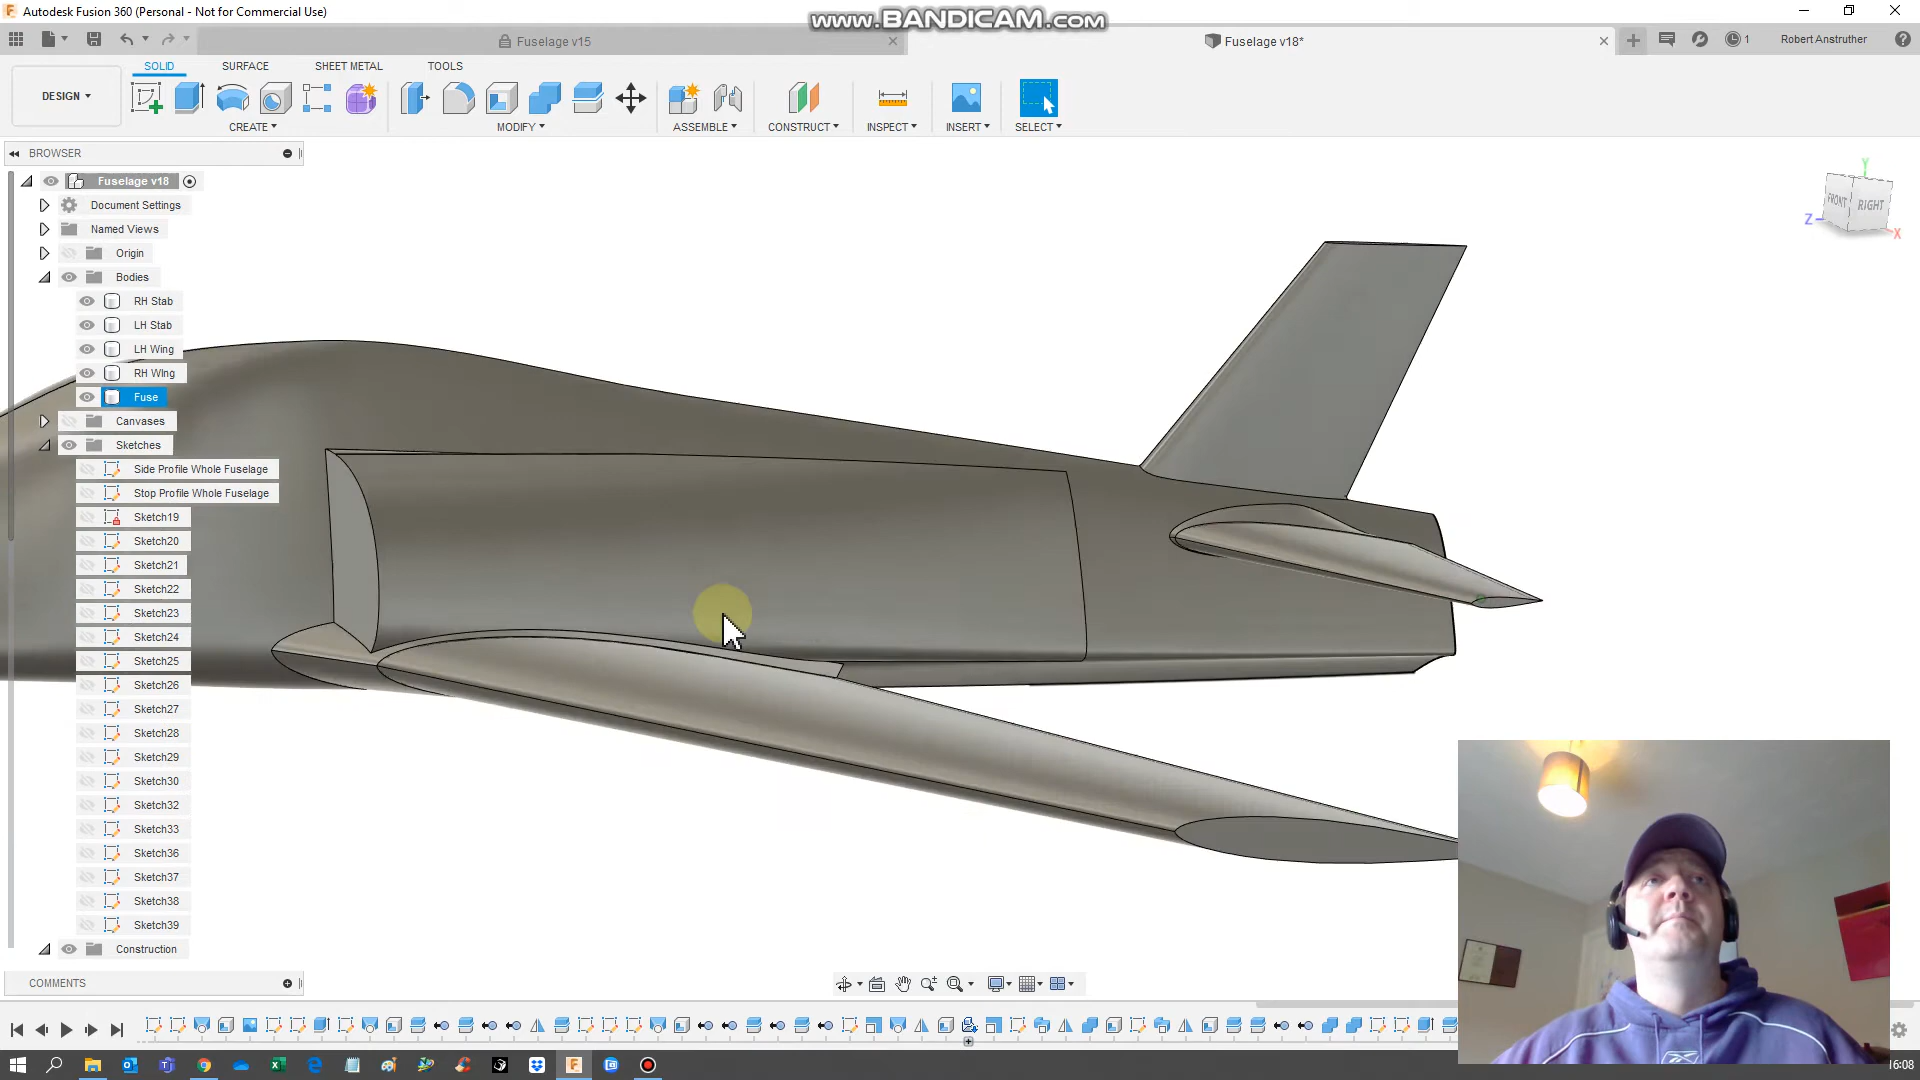 Autodesk Fusion 360 (Personal - Not for Commercial Use)
www.BANDICAM.com
Fuselage v15
Fuselage v18*
1
Robert Anstruther
DESIGN
SOLID
SURFACE
SHEET METAL
TOOLS
CREATE
MODIFY
ASSEMBLE
CONSTRUCT
INSPECT
INSERT
SELECT
BROWSER
Fuselage v18
Document Settings
Named Views
Origin
Bodies
RH Stab
LH Stab
LH Wing
RH WIng
Fuse
Canvases
Sketches
Side Profile Whole Fuselage
Stop Profile Whole Fuselage
Sketch19
Sketch20
Sketch21
Sketch22
Sketch23
Sketch24
Sketch25
Sketch26
Sketch27
Sketch28
Sketch29
Sketch30
Sketch32
Sketch33
Sketch36
Sketch37
Sketch38
Sketch39
Construction
COMMENTS
Y
FRONT
RIGHT
Z
X
16:08